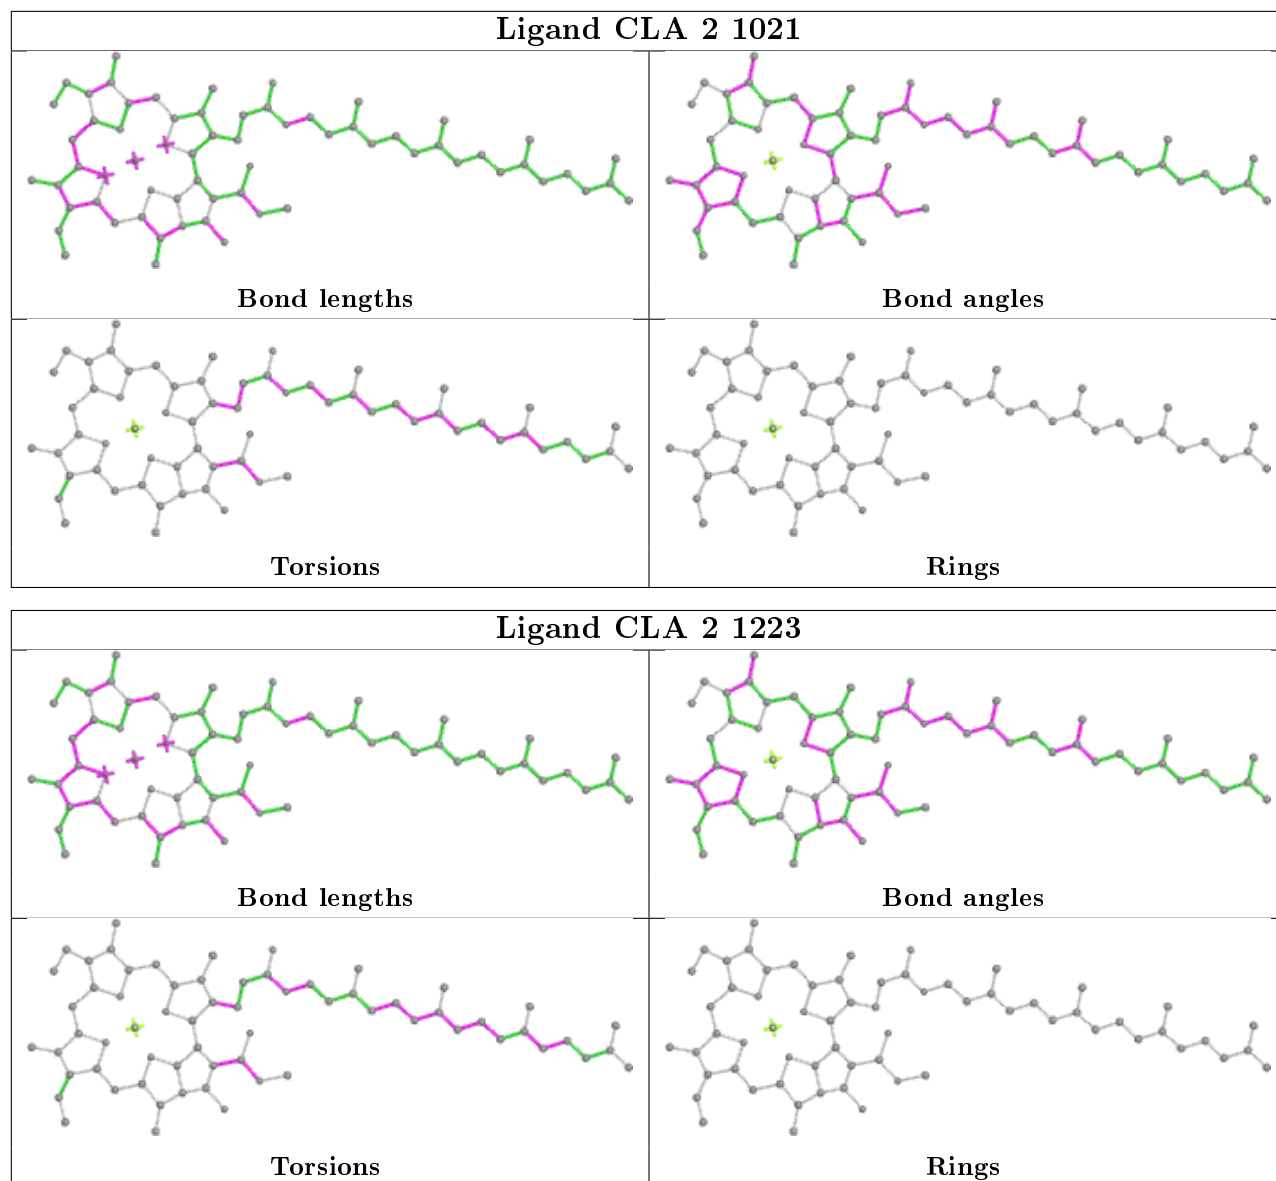 Ligand CLA 2 1021
Bond lengths
Bond angles
Torsions
Rings
Ligand CLA 2 1223
Bond lengths
Bond angles
Torsions
Rings